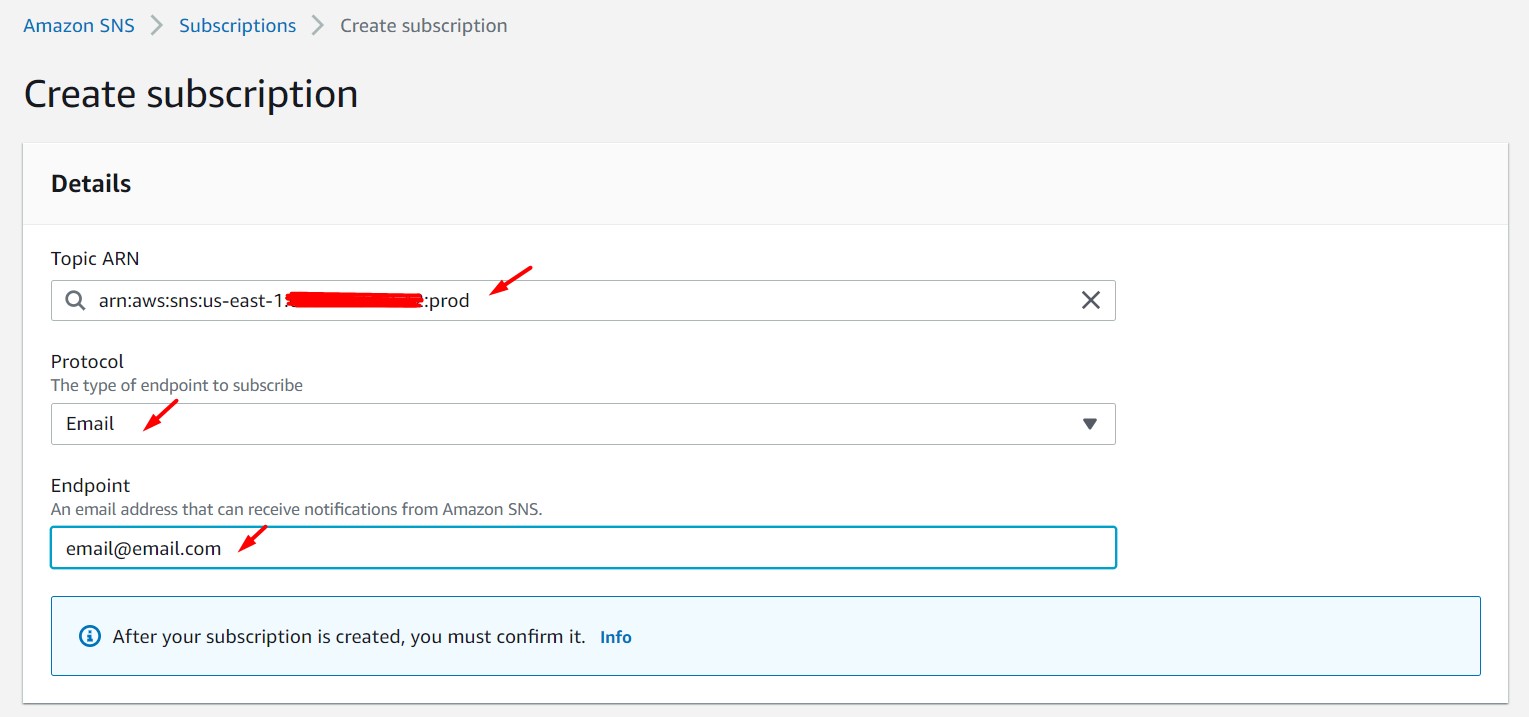 Amazon SNS > Subscriptions > Create subscription
Create subscription
Details
Topic ARN
arn:aws:sns:us-east-1: :prod
Protocol
The type of endpoint to subscribe
Email
Endpoint
An email address that can receive notifications from Amazon SNS.
email@email.com
After your subscription is created, you must confirm it. Info